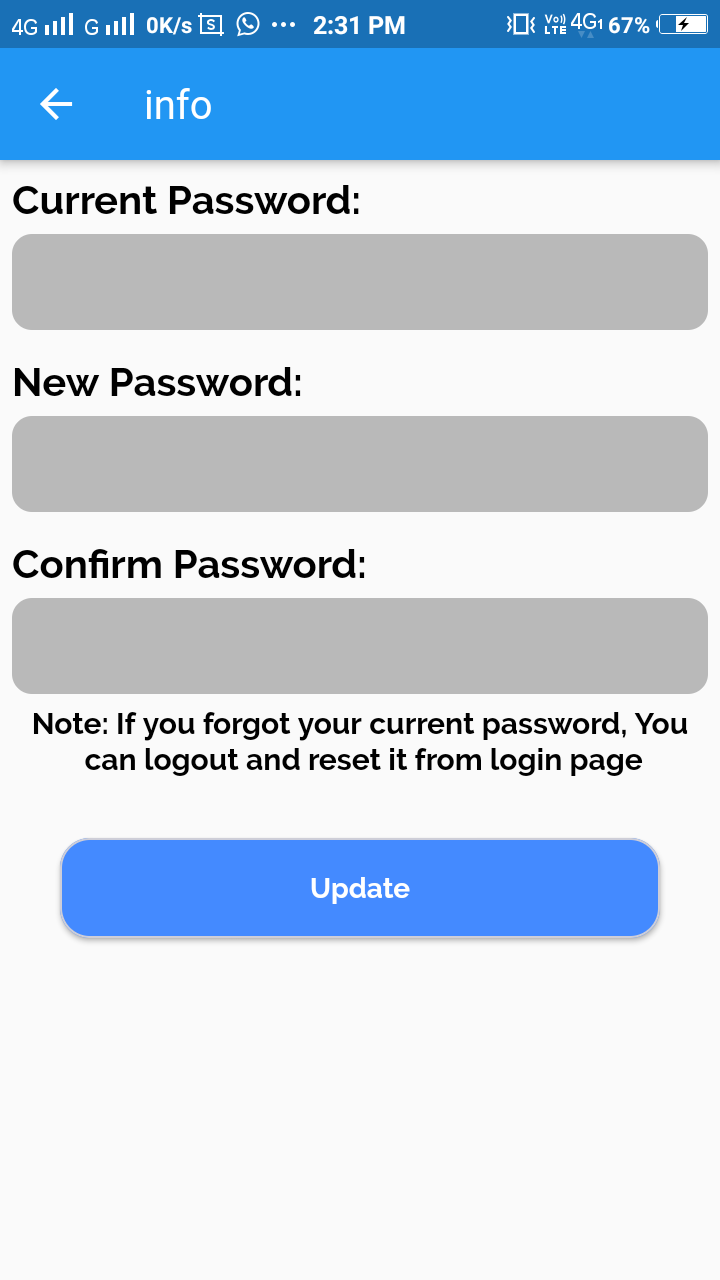 4G G 0K/s S ... 2:31 PM Vo)) LTE 4G1 67%
info
Current Password:
New Password:
Confirm Password:
Note: If you forgot your current password, You
can logout and reset it from login page
Update